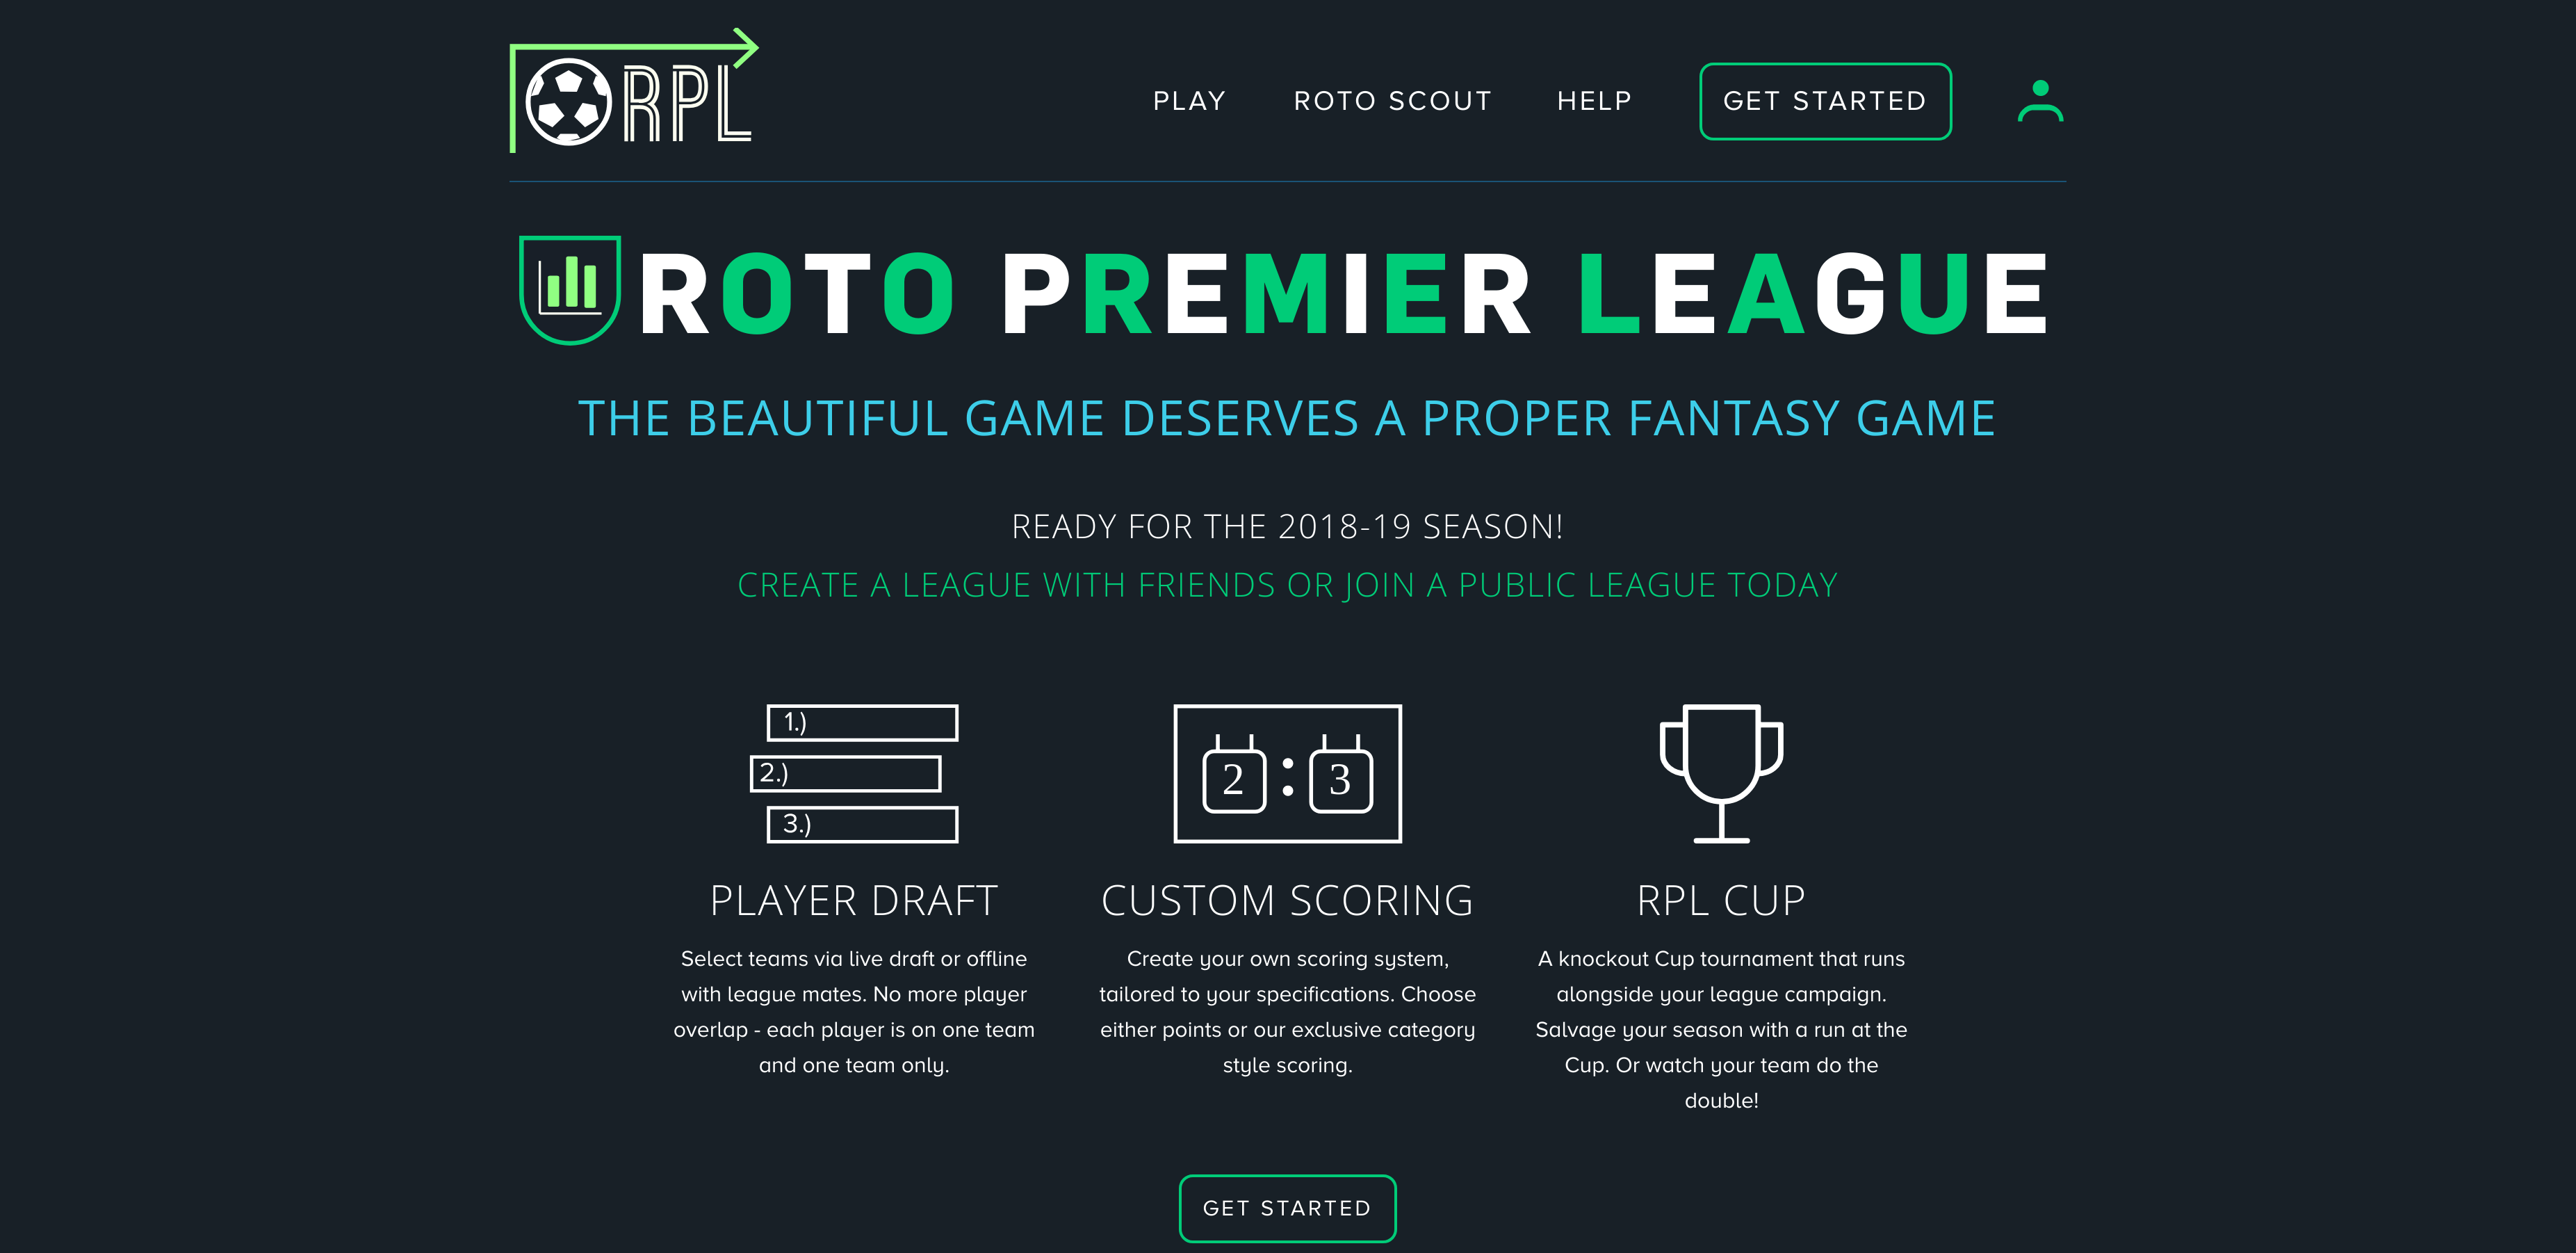 RPL
PLAY ROTO SCOUT HELP GET STARTED
ROTO PREMIER LEAGUE
THE BEAUTIFUL GAME DESERVES A PROPER FANTASY GAME
READY FOR THE 2018-19 SEASON!
CREATE A LEAGUE WITH FRIENDS OR JOIN A PUBLIC LEAGUE TODAY
1.)
2.)
3.)
PLAYER DRAFT
Select teams via live draft or offline
with league mates. No more player
overlap - each player is on one team
and one team only.
2 : 3
CUSTOM SCORING
Create your own scoring system,
tailored to your specifications. Choose
either points or our exclusive category
style scoring.
RPL CUP
A knockout Cup tournament that runs
alongside your league campaign.
Salvage your season with a run at the
Cup. Or watch your team do the
double!
GET STARTED